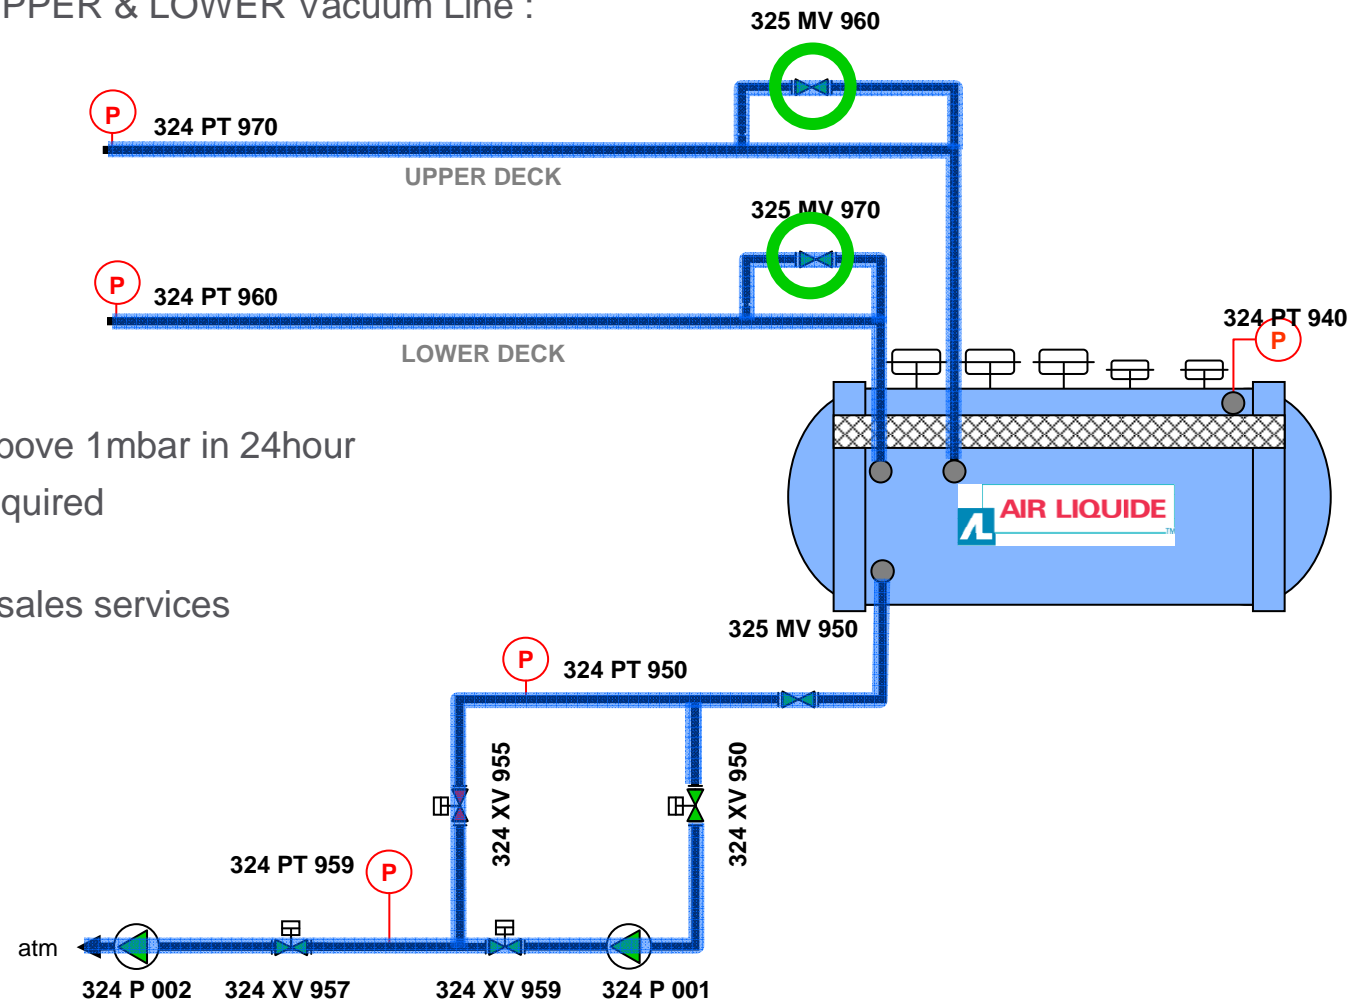 PPER & LOWER Vacuum Line :
325 MV 960
P
324 PT 970
UPPER DECK
325 MV 970
P
324 PT 960
LOWER DECK
324 PT 940
P
bove 1mbar in 24hour
quired
AIR LIQUIDE
TM
sales services
325 MV 950
P
324 PT 950
324 XV 955
324 XV 950
324 PT 959
P
atm
324 P 002
324 XV 957
324 XV 959
324 P 001